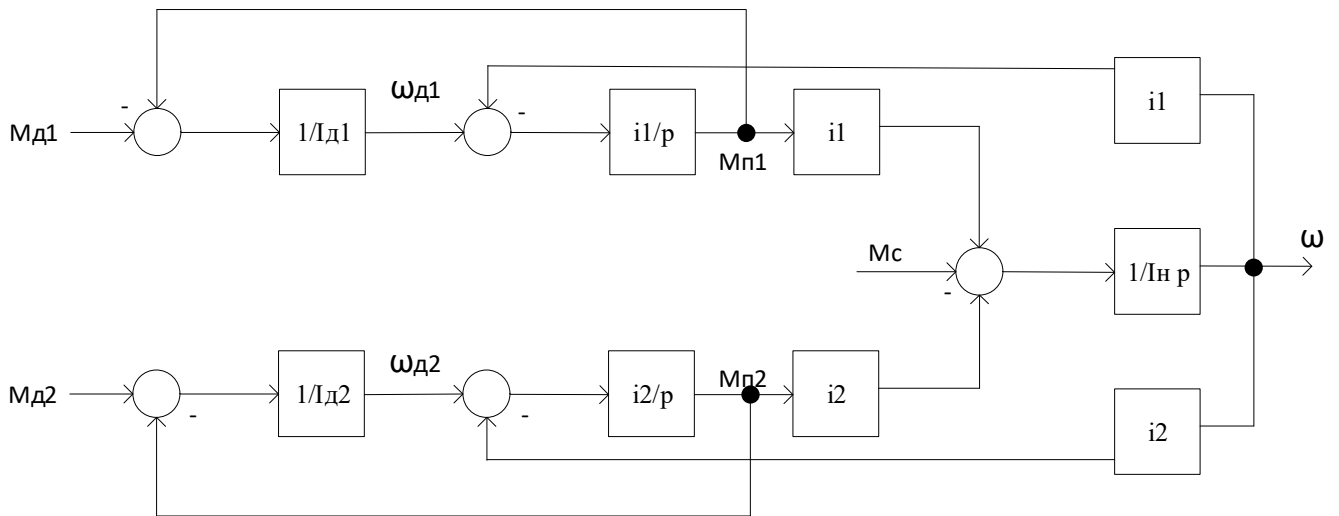 -
ωд1
i1
Мд1
1/Iд1
-
i1/p
Мп1
i1
Мс
-
1/Iн p
ω
Мд2
-
1/Iд2
ωд2
-
i2/p
Мп2
i2
i2